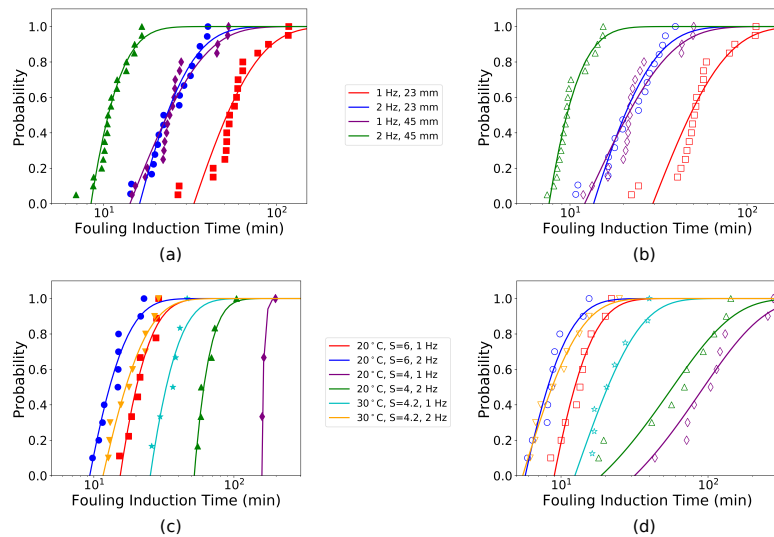 1.0
0.8
0.6
0.4
0.2
0.0
Probability
10¹
10²
Fouling Induction Time (min)
(a)
1 Hz, 23 mm
2 Hz, 23 mm
1 Hz, 45 mm
2 Hz, 45 mm
1.0
0.8
0.6
0.4
0.2
0.0
Probability
10¹
10²
Fouling Induction Time (min)
(b)
1.0
0.8
0.6
0.4
0.2
0.0
Probability
10¹
10²
Fouling Induction Time (min)
(c)
20°C, S=6, 1 Hz
20°C, S=6, 2 Hz
20°C, S=4, 1 Hz
20°C, S=4, 2 Hz
30°C, S=4.2, 1 Hz
30°C, S=4.2, 2 Hz
1.0
0.8
0.6
0.4
0.2
0.0
Probability
10¹
10²
Fouling Induction Time (min)
(d)